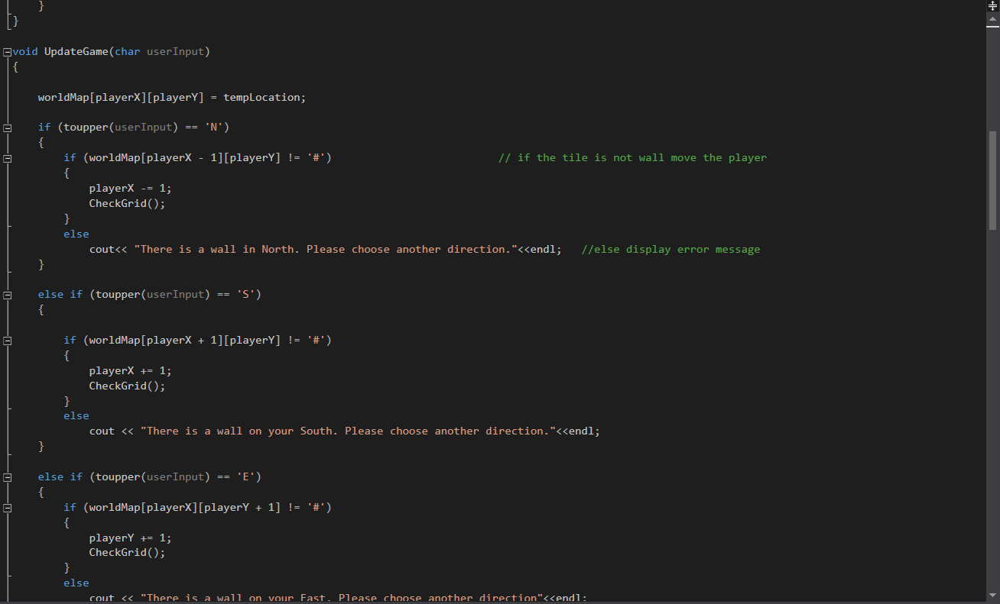 }
}

void UpdateGame(char userInput)
{

    worldMap[playerX][playerY] = tempLocation;

    if (toupper(userInput) == 'N')
    {
        if (worldMap[playerX - 1][playerY] != '#')                          // if the tile is not wall move the player
        {
            playerX -= 1;
            CheckGrid();
        }
        else
            cout<< "There is a wall in North. Please choose another direction."<<endl;   //else display error message
    }

    else if (toupper(userInput) == 'S')
    {

        if (worldMap[playerX + 1][playerY] != '#')
        {
            playerX += 1;
            CheckGrid();
        }
        else
            cout << "There is a wall on your South. Please choose another direction."<<endl;
    }

    else if (toupper(userInput) == 'E')
    {
        if (worldMap[playerX][playerY + 1] != '#')
        {
            playerY += 1;
            CheckGrid();
        }
        else
            cout << "There is a wall on your East. Please choose another direction"<<endl;